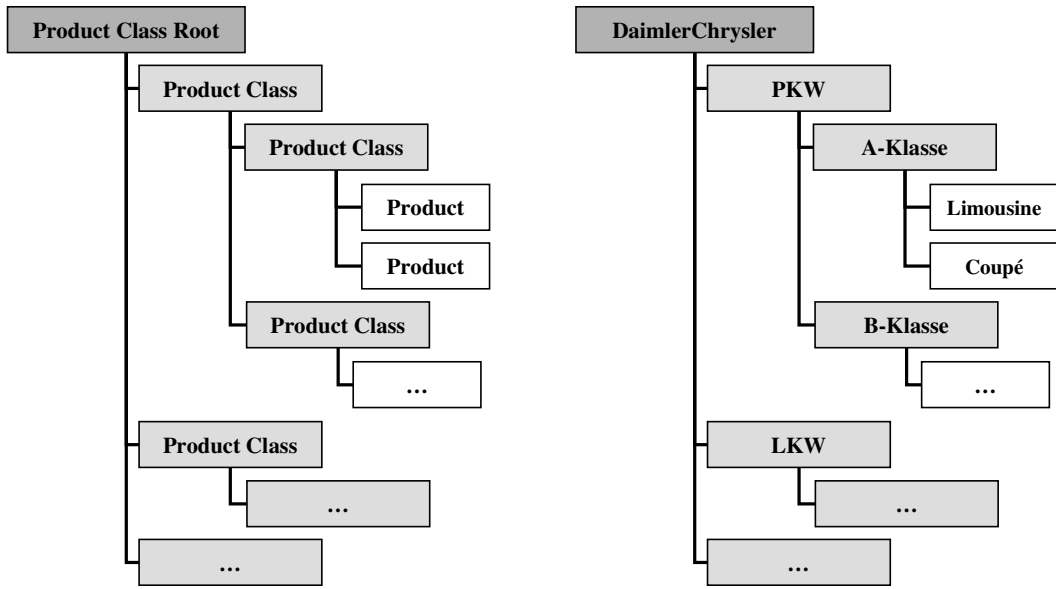 Product Class Root
Product Class
Product Class
Product
Product
Product Class
…
Product Class
…
…
DaimlerChrysler
PKW
A-Klasse
Limousine
Coupé
B-Klasse
…
LKW
…
…